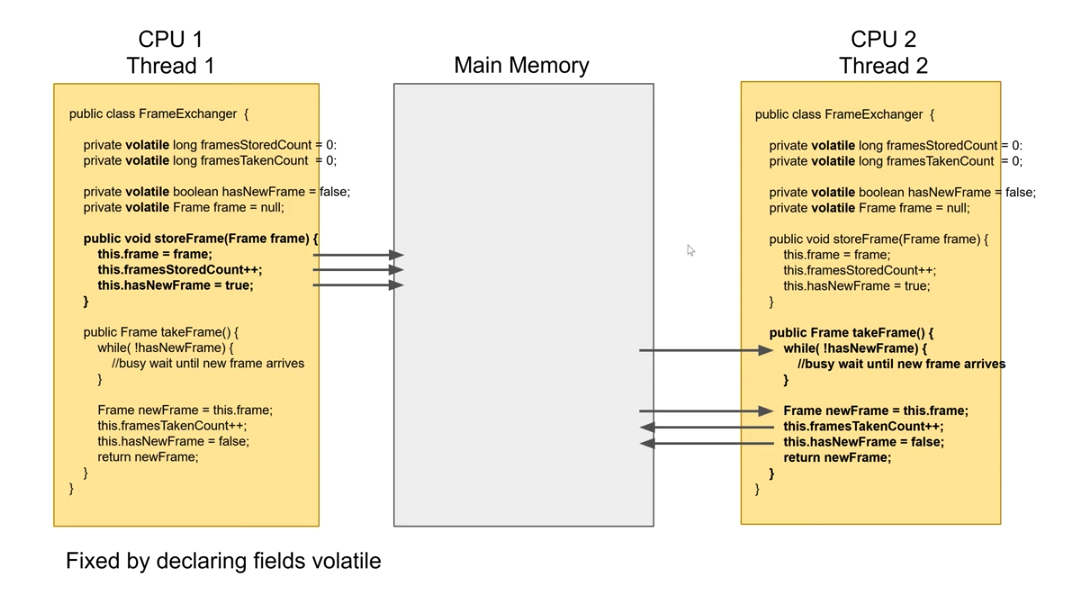 CPU 1
Thread 1
public class FrameExchanger {
private volatile long framesStoredCount = 0:
private volatile long framesTakenCount = 0;
private volatile boolean hasNewFrame = false;
private volatile Frame frame = null;
public void storeFrame(Frame frame) {
this.frame = frame;
this.framesStoredCount++;
this.hasNewFrame = true;
}
public Frame takeFrame() {
while( !hasNewFrame) {
//busy wait until new frame arrives
}
Frame newFrame = this.frame;
this.framesTakenCount++;
this.hasNewFrame = false;
return newFrame;
}
}
Main Memory
CPU 2
Thread 2
public class FrameExchanger {
private volatile long framesStoredCount = 0:
private volatile long framesTakenCount = 0;
private volatile boolean hasNewFrame = false;
private volatile Frame frame = null;
public void storeFrame(Frame frame) {
this.frame = frame;
this.framesStoredCount++;
this.hasNewFrame = true;
}
public Frame takeFrame() {
while( !hasNewFrame) {
//busy wait until new frame arrives
}
Frame newFrame = this.frame;
this.framesTakenCount++;
this.hasNewFrame = false;
return newFrame;
}
}
Fixed by declaring fields volatile